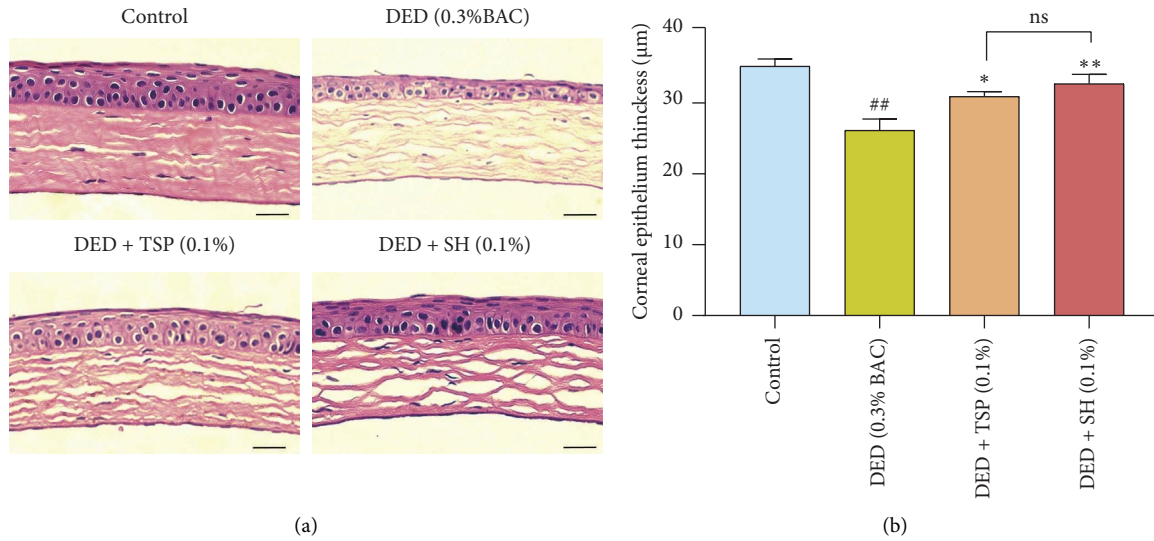 Control
DED (0.3%BAC)
DED + TSP (0.1%)
DED + SH (0.1%)
(a)
Corneal epithelium thinckess (μm)
40
30
20
10
0
##
*
**
ns
Control
DED (0.3% BAC)
DED + TSP (0.1%)
DED + SH (0.1%)
(b)